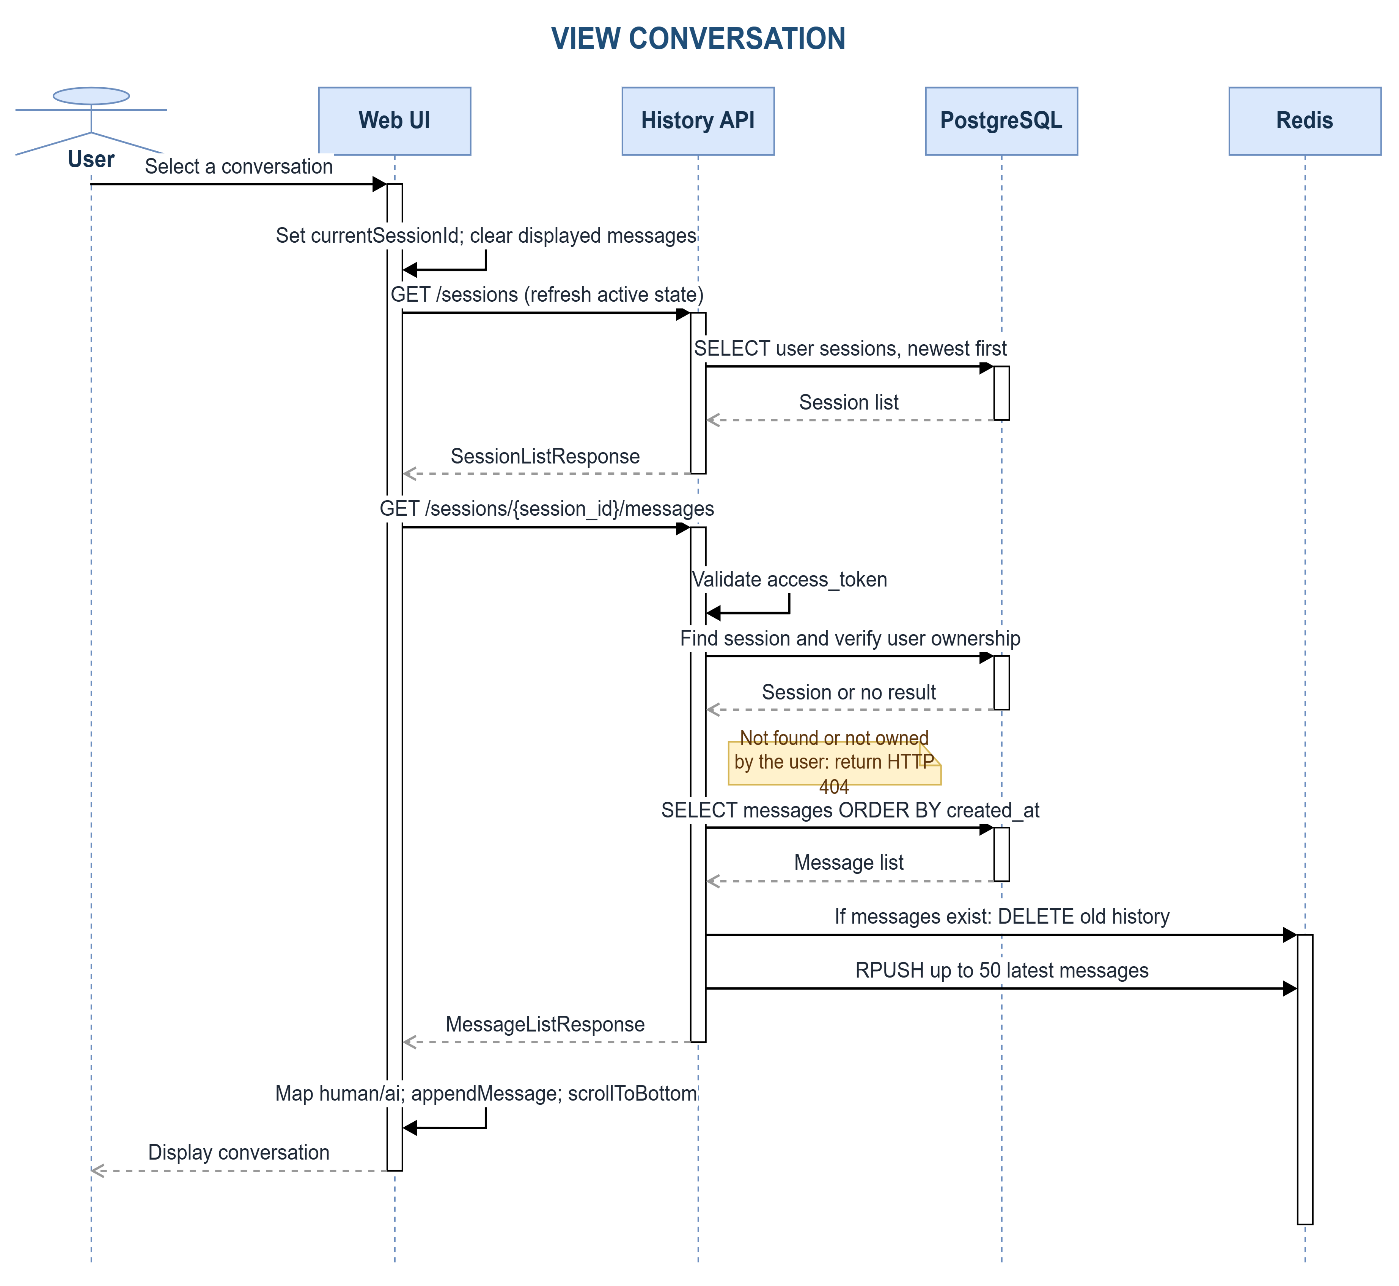 VIEW CONVERSATION
User
Web UI
History API
PostgreSQL
Redis
Select a conversation
Set currentSessionId; clear displayed messages
GET /sessions (refresh active state)
SELECT user sessions, newest first
Session list
SessionListResponse
GET /sessions/{session_id}/messages
Validate access_token
Find session and verify user ownership
Session or no result
Not found or not owned
by the user: return HTTP
404
SELECT messages ORDER BY created_at
Message list
If messages exist: DELETE old history
RPUSH up to 50 latest messages
MessageListResponse
Map human/ai; appendMessage; scrollToBottom
Display conversation